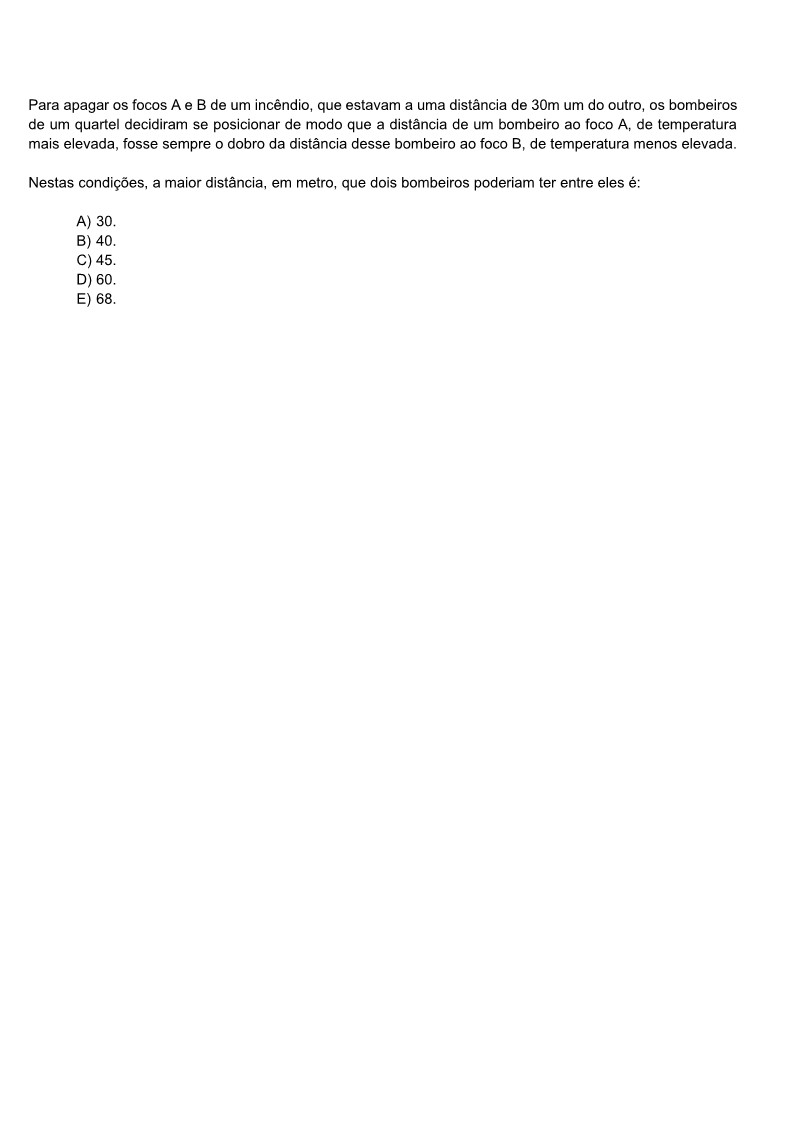 Para apagar os focos A e B de um incêndio, que estavam a uma distância de 30m um do outro, os bombeiros
de um quartel decidiram se posicionar de modo que a distância de um bombeiro ao foco A, de temperatura
mais elevada, fosse sempre o dobro da distância desse bombeiro ao foco B, de temperatura menos elevada.
Nestas condições, a maior distância, em metro, que dois bombeiros poderiam ter entre eles é:
A) 30.
B) 40.
C) 45.
D) 60.
E) 68.